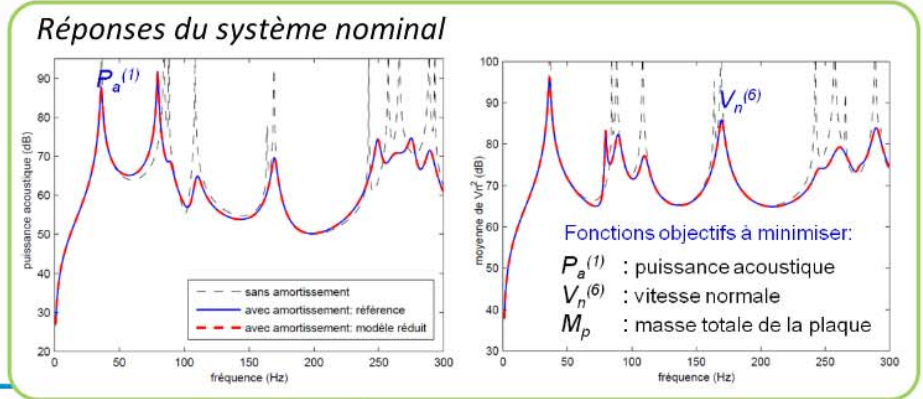 Réponses du système nominal
90
80
70
60
50
40
30
20
puissance acoustique (dB)
Pa(1)
sans amortissement
avec amortissement: référence
avec amortissement: modèle réduit
0 50 100 150 200 250 300
fréquence (Hz)
100
90
80
70
60
50
40
30
moyenne de Vn² (dB)
Vn(6)
Fonctions objectifs à minimiser:
Pa(1) : puissance acoustique
Vn(6) : vitesse normale
Mp : masse totale de la plaque
0 50 100 150 200 250 300
fréquence (Hz)